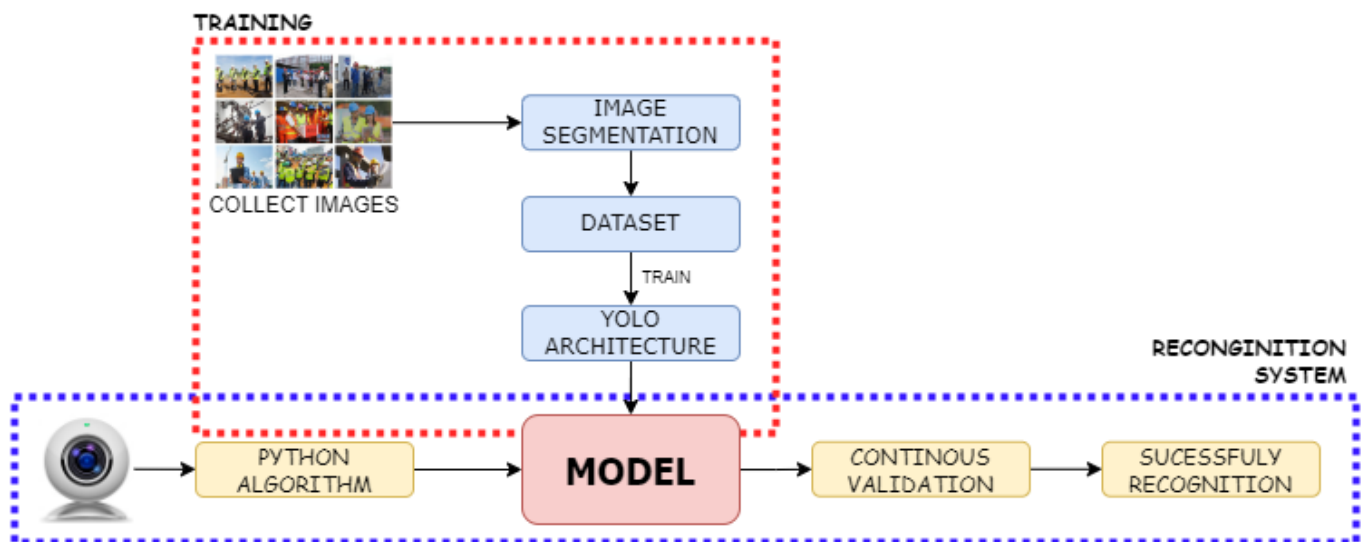 TRAINING
IMAGE
SEGMENTATION
COLLECT IMAGES
DATASET
TRAIN
YOLO
ARCHITECTURE
RECONGINITION
SYSTEM
PYTHON
ALGORITHM
MODEL
CONTINOUS
VALIDATION
SUCESSFULY
RECOGNITION